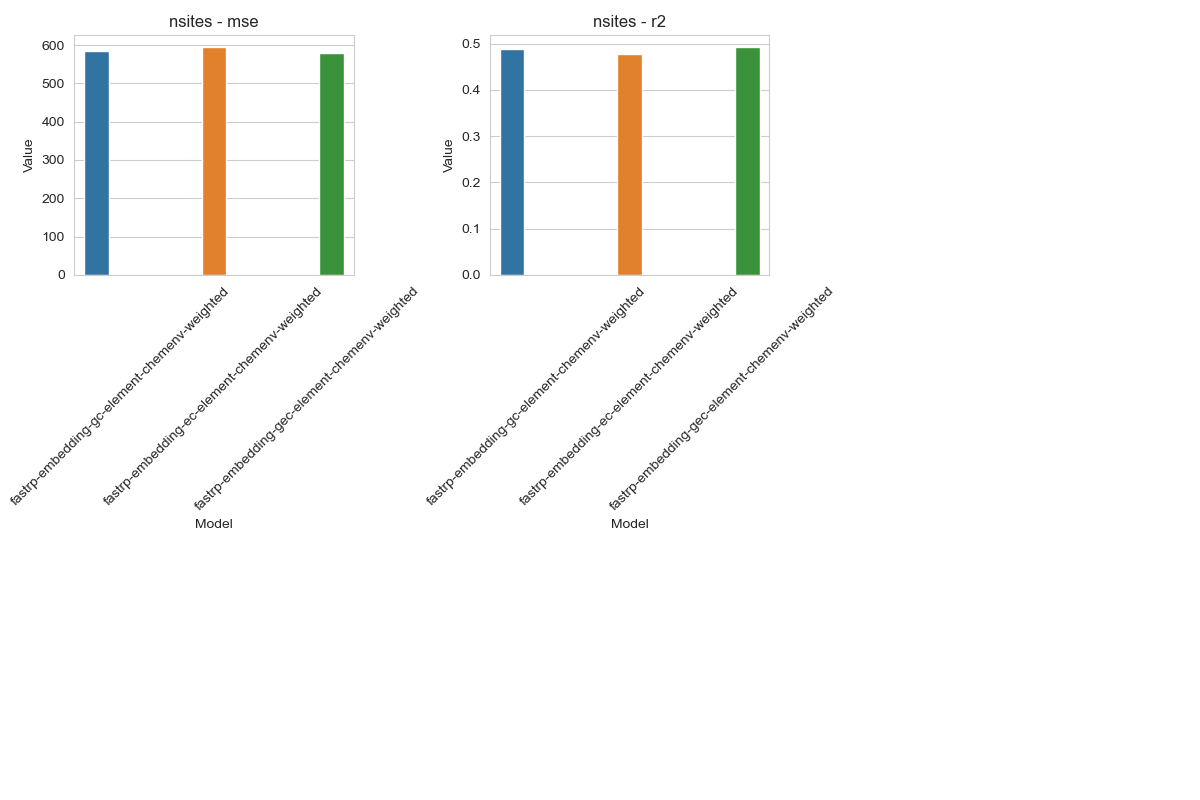 nsites - mse
Value
600
500
400
300
200
100
0
fastrp-embedding-gc-element-chemenv-weighted
fastrp-embedding-ec-element-chemenv-weighted
fastrp-embedding-gec-element-chemenv-weighted
Model
nsites - r2
Value
0.5
0.4
0.3
0.2
0.1
0.0
fastrp-embedding-gc-element-chemenv-weighted
fastrp-embedding-ec-element-chemenv-weighted
fastrp-embedding-gec-element-chemenv-weighted
Model